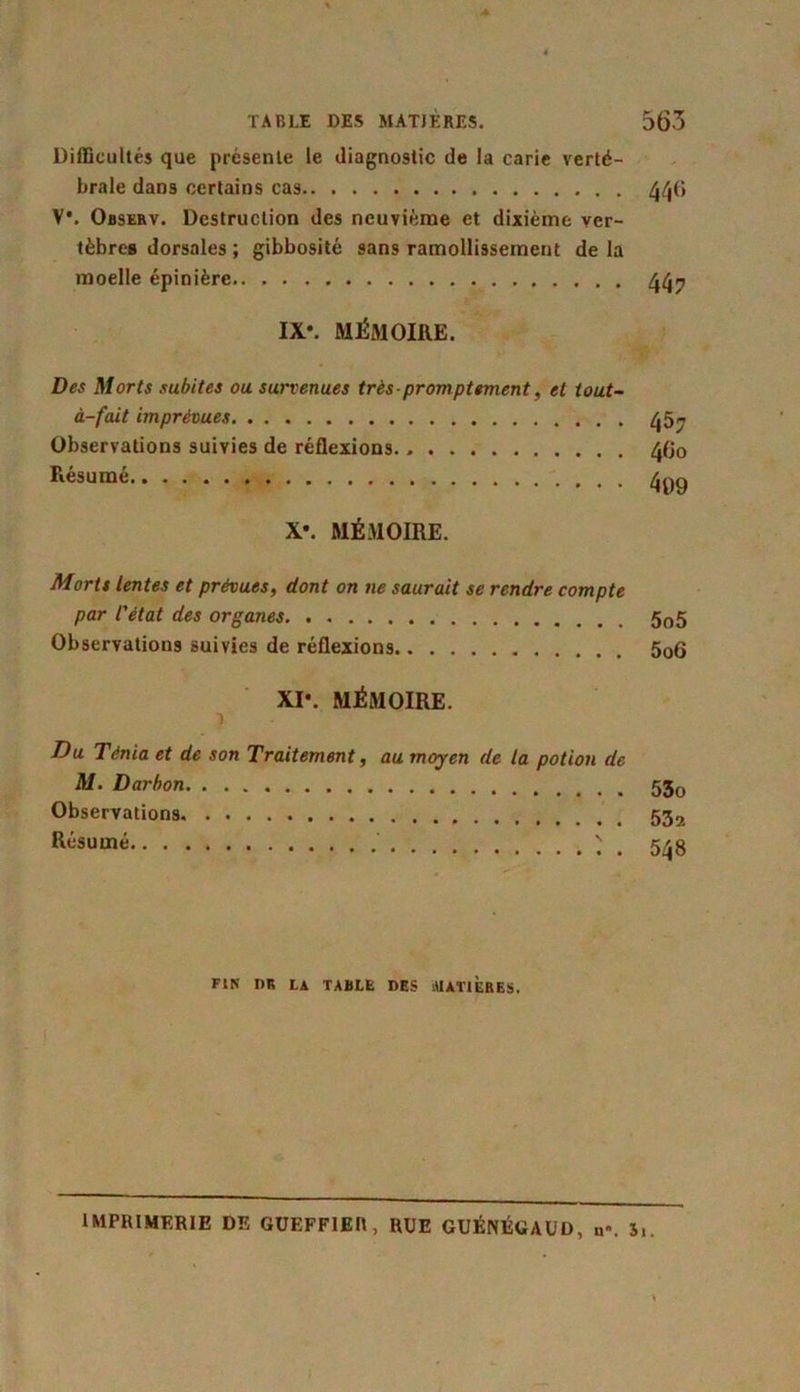 TABLE DES MATIÈRES. 563
Difficultés que présente le diagnostic de la carie verté-
brale dans certains cas. . . . . . . . . . . . . . . . 446
Vᵉ. OBSERV. Destruction des neuvième et dixième ver-
tèbres dorsales ; gibbosité sans ramollissement de la
moelle épinière. . . . . . . . . . . . . . . . . . . . 447
IXᵉ. MÉMOIRE.
Des Morts subites ou survenues très-promptement, et tout-
à-fait imprévues. . . . . . . . . . . . . . . . . . . . 457
Observations suivies de réflexions. . . . . . . . . . . . 460
Résumé. . . . . . . . . . . . . . . . . . . . . . . . . 499
Xᵉ. MÉMOIRE.
Morts lentes et prévues, dont on ne saurait se rendre compte
par l'état des organes. . . . . . . . . . . . . . . . . 505
Observations suivies de réflexions. . . . . . . . . . . . 506
XIᵉ. MÉMOIRE.
Du Ténia et de son Traitement, au moyen de la potion de
M. Darbon. . . . . . . . . . . . . . . . . . . . . . . 530
Observations. . . . . . . . . . . . . . . . . . . . . . 532
Résumé. . . . . . . . . . . . . . . . . . . . . . . . . 548
FIN DE LA TABLE DES MATIÈRES.
IMPRIMERIE DE GUEFFIER, RUE GUÉNÉGAUD, nº. 31.